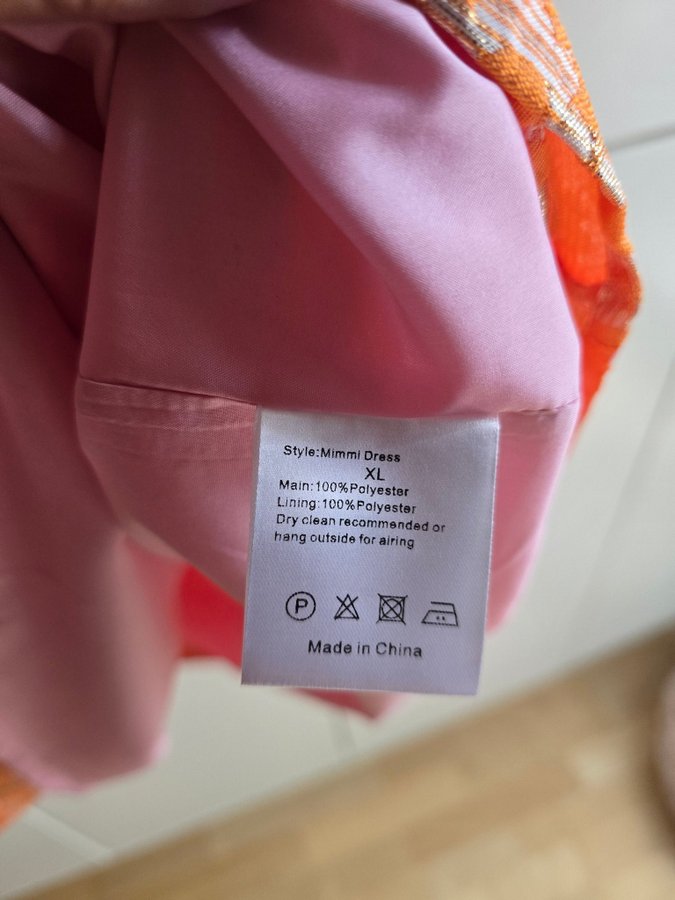 Style:Mimmi Dress
XL
Main:100%Polyester
Lining:100%Polyester
Dry clean recommended or
hang outside for airing
P
Made in China